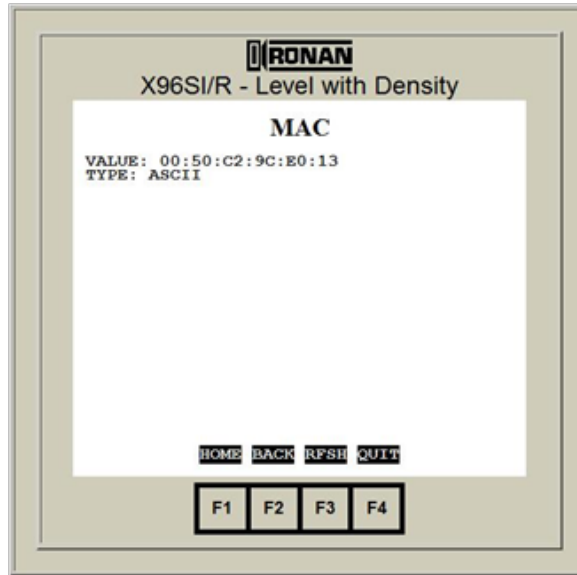 RONAN
X96SI/R - Level with Density
MAC
VALUE: 00:50:C2:9C:E0:13
TYPE: ASCII
HOME BACK RFSH QUIT
F1 F2 F3 F4